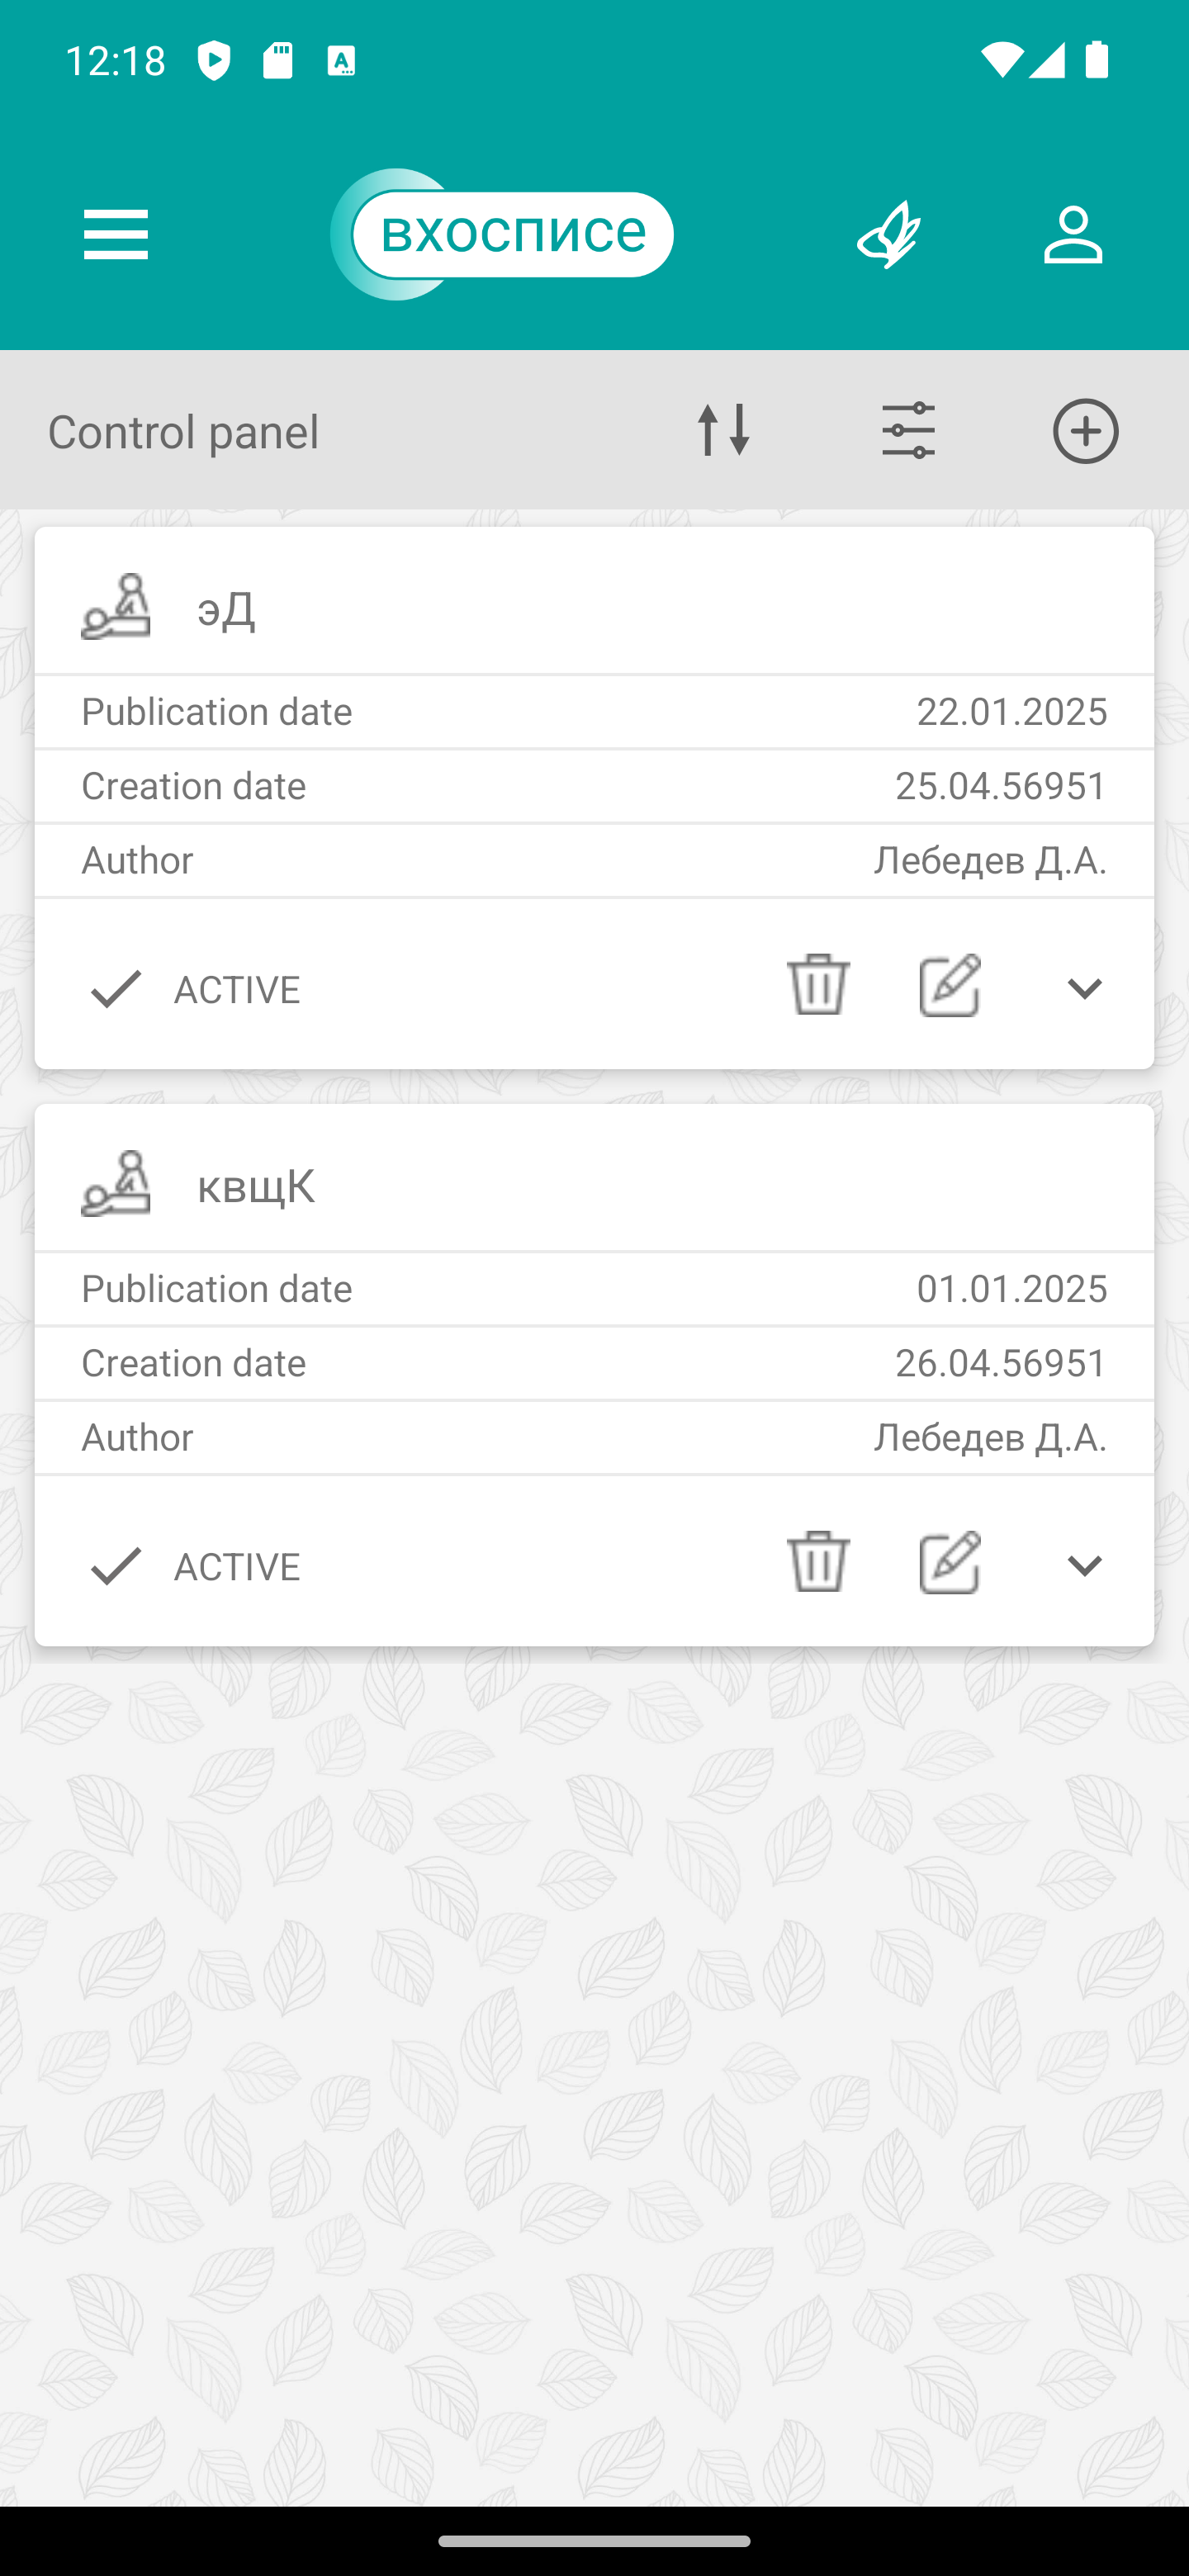 12:18
вхосписе
Control panel
эД
Publication date 22.01.2025
Creation date 25.04.56951
Author Лебедев Д.А.
ACTIVE
квщК
Publication date 01.01.2025
Creation date 26.04.56951
Author Лебедев Д.А.
ACTIVE